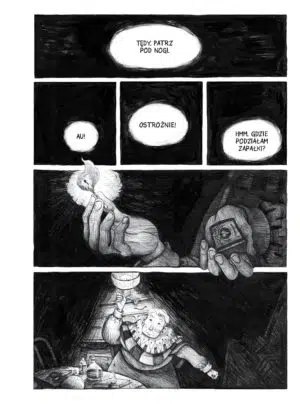 TĘDY. PATRZ
POD NOGI.
AU!
OSTROŻNIE!
HMM, GDZIE
PODZIAŁAM
ZAPAŁKI?